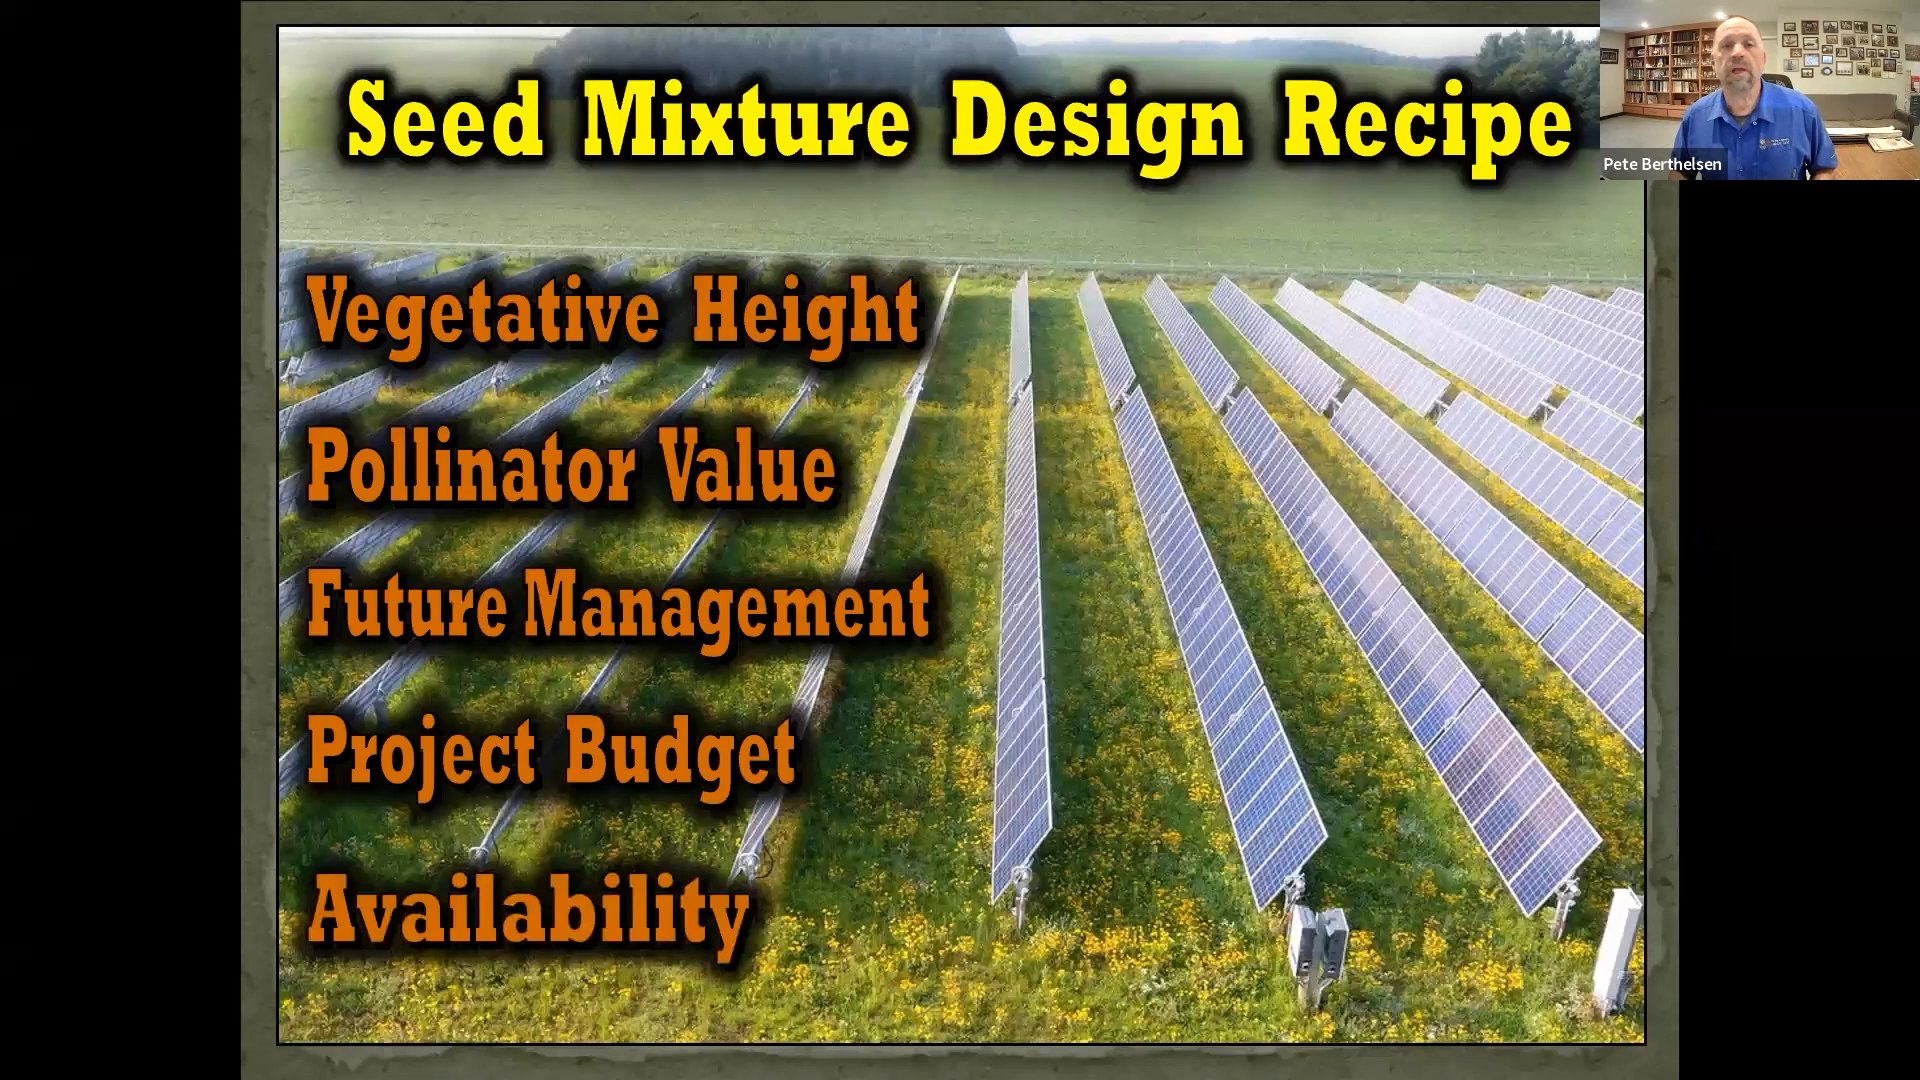 Seed Mixture Design Recipe
Pete Berthelsen
Vegetative Height
Pollinator Value
Future Management
Project Budget
Availability